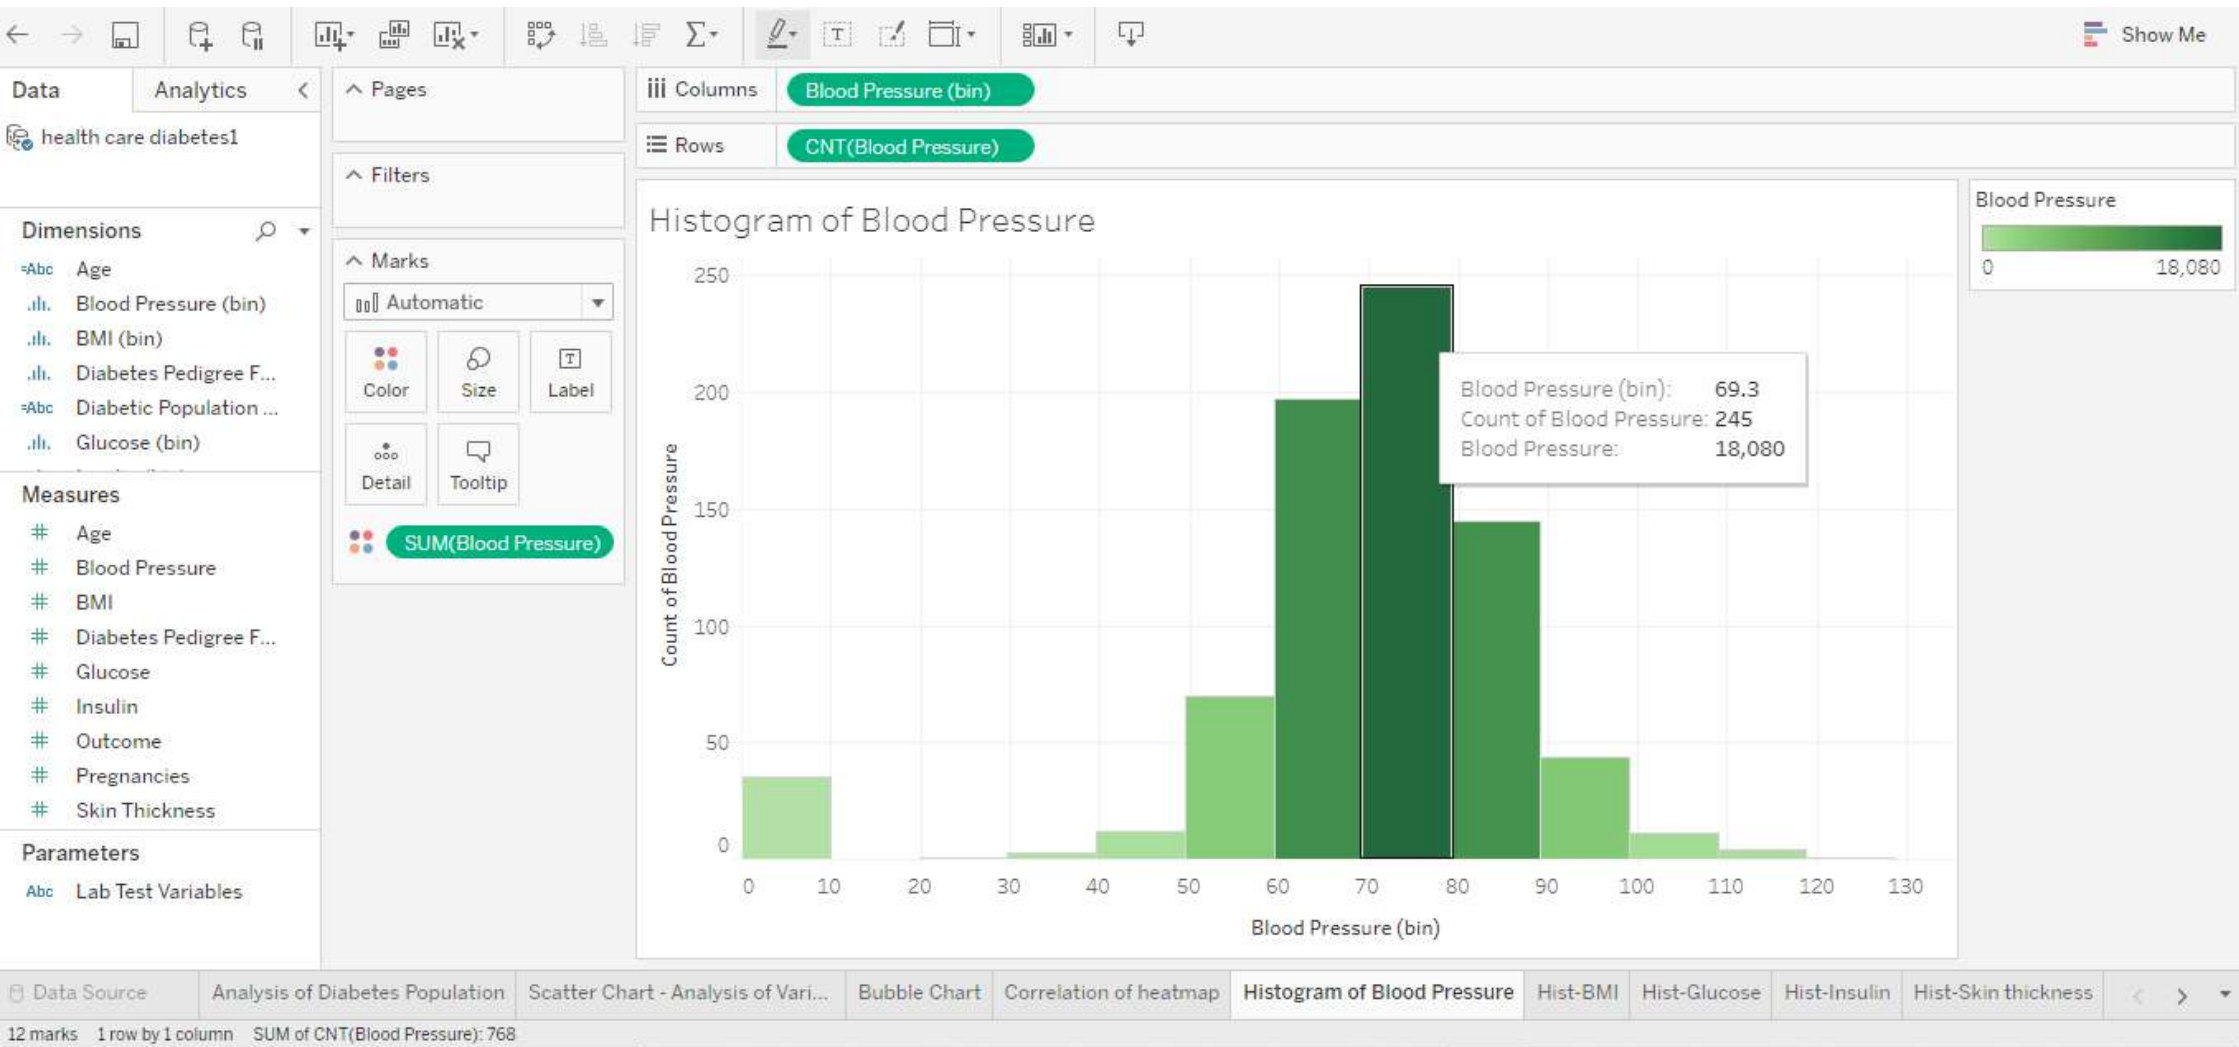 Show Me
Data
Analytics
health care diabetes1
Dimensions
=Abc Age
Blood Pressure (bin)
BMI (bin)
Diabetes Pedigree F...
=Abc Diabetic Population ...
Glucose (bin)
Measures
# Age
# Blood Pressure
# BMI
# Diabetes Pedigree F...
# Glucose
# Insulin
# Outcome
# Pregnancies
# Skin Thickness
Parameters
Abc Lab Test Variables
Pages
Filters
Marks
Automatic
Color Size Label
Detail Tooltip
SUM(Blood Pressure)
Columns Blood Pressure (bin)
Rows CNT(Blood Pressure)
Histogram of Blood Pressure
250
200
150
100
50
0
Count of Blood Pressure
Blood Pressure (bin): 69.3
Count of Blood Pressure: 245
Blood Pressure: 18,080
0 10 20 30 40 50 60 70 80 90 100 110 120 130
Blood Pressure (bin)
Blood Pressure
0 18,080
Data Source Analysis of Diabetes Population Scatter Chart - Analysis of Vari... Bubble Chart Correlation of heatmap Histogram of Blood Pressure Hist-BMI Hist-Glucose Hist-Insulin Hist-Skin thickness
12 marks 1 row by 1 column SUM of CNT(Blood Pressure): 768